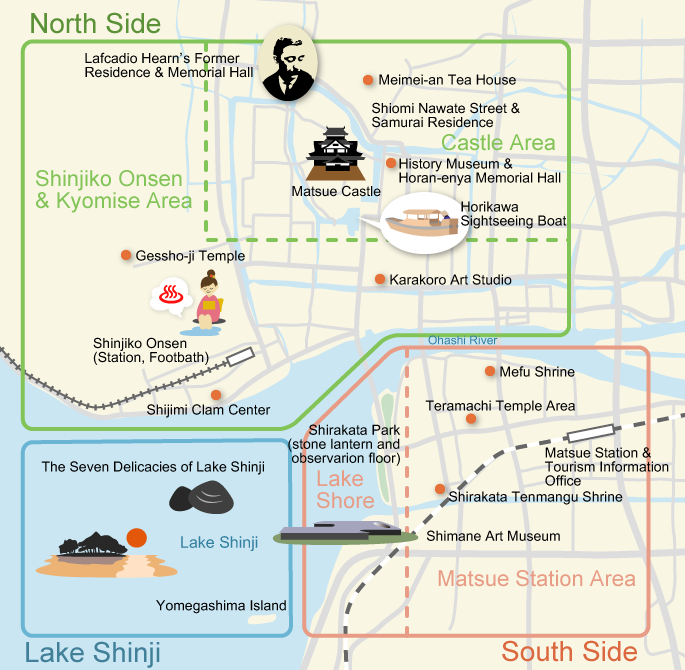 North Side
Lafcadio Hearn's Former
Residence & Memorial Hall
Meimei-an Tea House
Shiomi Nawate Street &
Samurai Residence
Castle Area
History Museum &
Horan-enya Memorial Hall
Shinjiko Onsen
& Kyomise Area
Matsue Castle
Horikawa
Sightseeing Boat
Gessho-ji Temple
Karakoro Art Studio
Shinjiko Onsen
(Station, Footbath)
Ohashi River
Mefu Shrine
Shijimi Clam Center
Teramachi Temple Area
Shirakata Park
(stone lantern and
observarion floor)
Matsue Station &
Tourism Information
Office
The Seven Delicacies of Lake Shinji
Lake
Shore
Shirakata Tenmangu Shrine
Lake Shinji
Shimane Art Museum
Matsue Station Area
Yomegashima Island
Lake Shinji
South Side